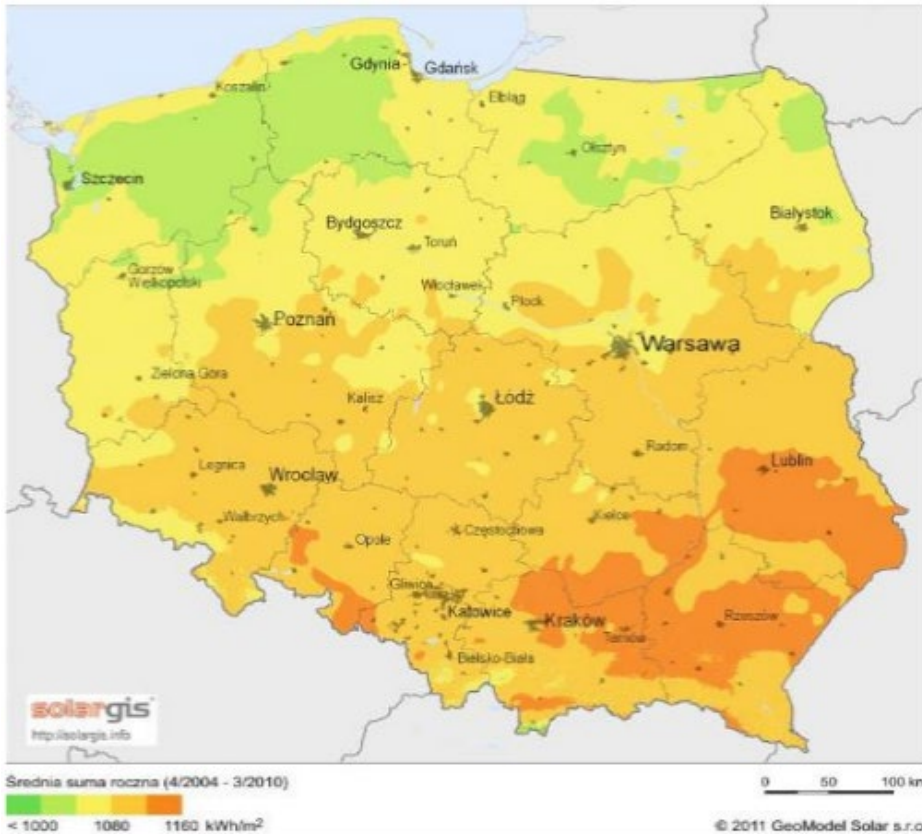 Gdynia
Gdańsk
Koszalin
Elbląg
Olsztyn
Szczecin
Białystok
Bydgoszcz
Toruń
Gorzów
Wielkopolski
Włocławek
Płock
Poznań
Warsawa
Zielona Góra
Kalisz
Łódź
Radom
Legnica
Wrocław
Lublin
Wałbrzych
Kielce
Opole
Częstochowa
Gliwice
Katowice
Kraków
Tarnów
Rzeszów
Bielsko-Biała
solargis
http://solargis.info
Średnia suma roczna (4/2004 - 3/2010)
0 50 100 km
< 1000 1080 1160 kWh/m²
© 2011 GeoModel Solar s.r.o